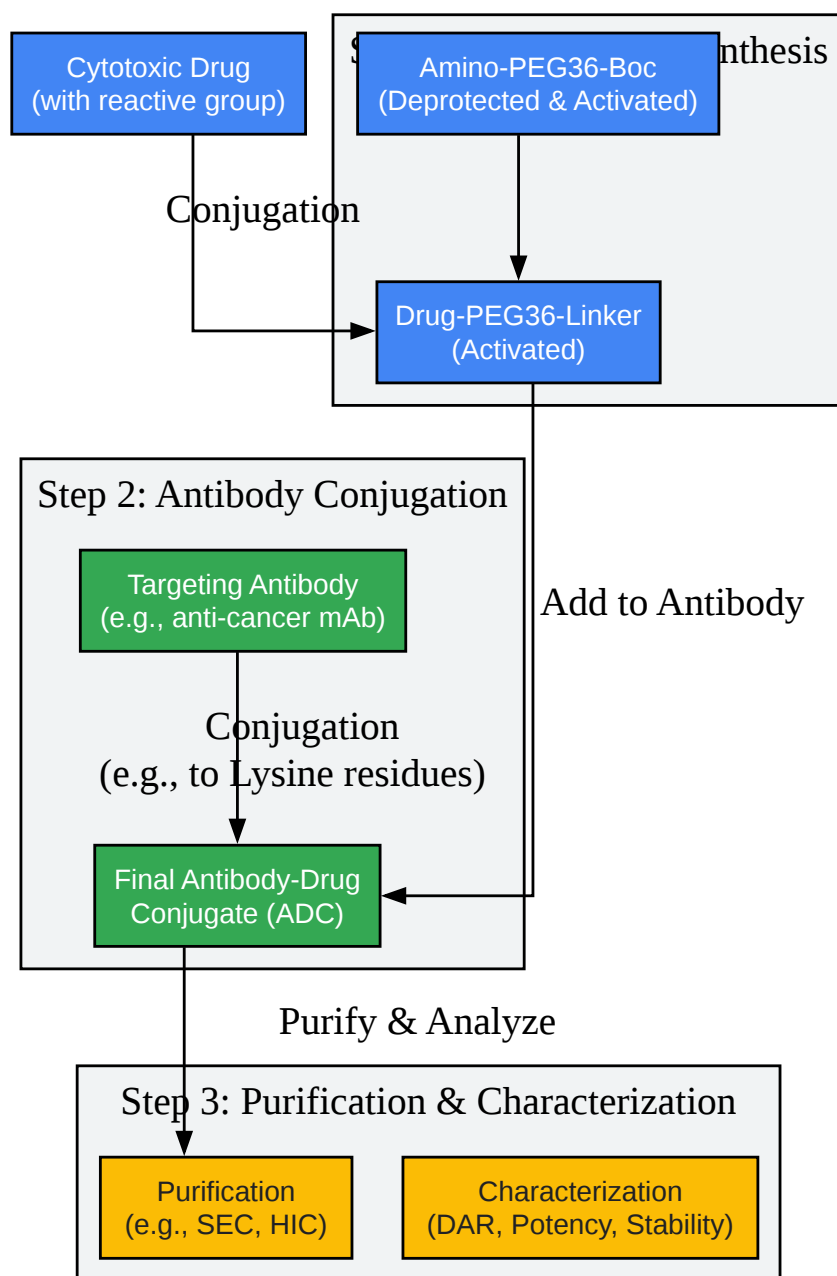 S
nthesis
Cytotoxic Drug
(with reactive group)
Amino-PEG36-Boc
(Deprotected & Activated)
Conjugation
Drug-PEG36-Linker
(Activated)
Step 2: Antibody Conjugation
Targeting Antibody
(e.g., anti-cancer mAb)
Add to Antibody
Conjugation
(e.g., to Lysine residues)
Final Antibody-Drug
Conjugate (ADC)
Purify & Analyze
Step 3: Purification & Characterization
Purification
(e.g., SEC, HIC)
Characterization
(DAR, Potency, Stability)